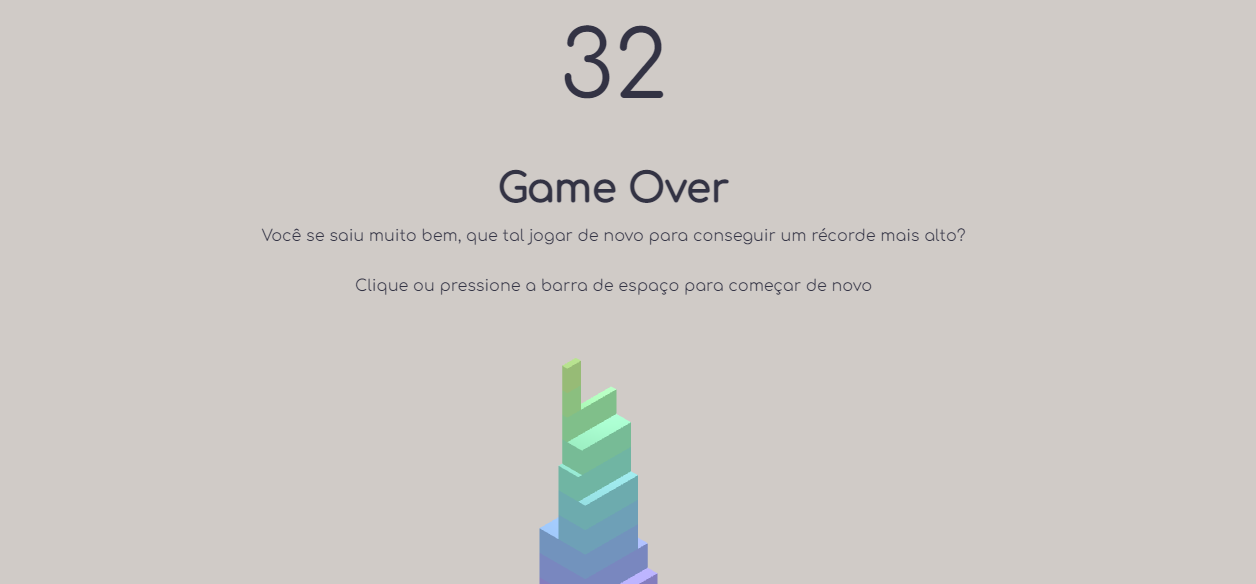 32
Game Over
Você se saiu muito bem, que tal jogar de novo para conseguir um récorde mais alto?
Clique ou pressione a barra de espaço para começar de novo